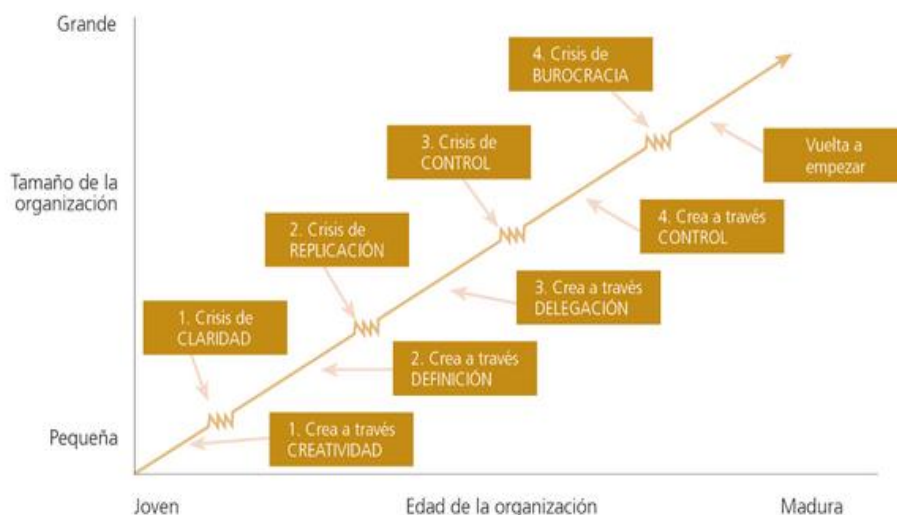 Grande
4. Crisis de
BUROCRACIA
3. Crisis de
CONTROL
Vuelta a
empezar
Tamaño de la
organización
2. Crisis de
REPLICACIÓN
4. Crea a través
CONTROL
3. Crea a través
DELEGACIÓN
1. Crisis de
CLARIDAD
2. Crea a través
DEFINICIÓN
Pequeña
1. Crea a través
CREATIVIDAD
Joven
Edad de la organización
Madura